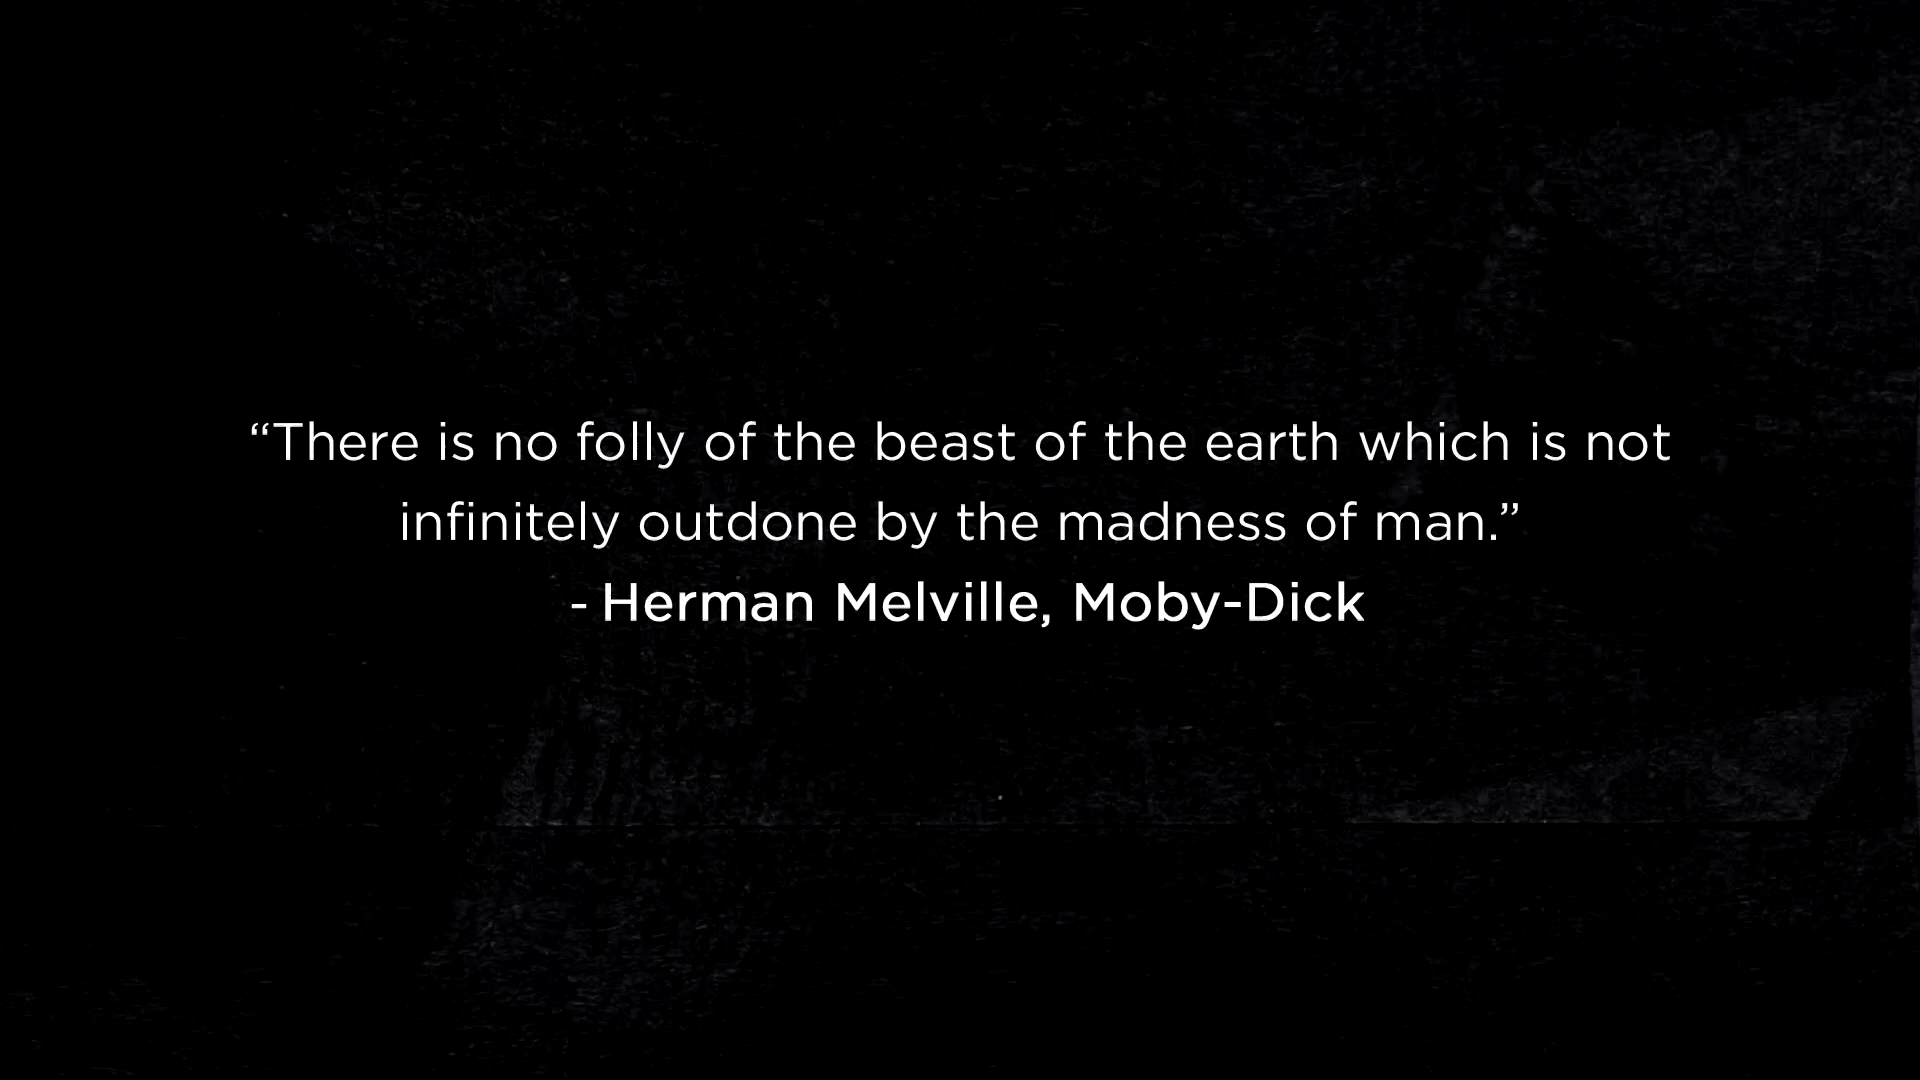 “There is no folly of the beast of the earth which is not
infinitely outdone by the madness of man.”
- Herman Melville, Moby-Dick